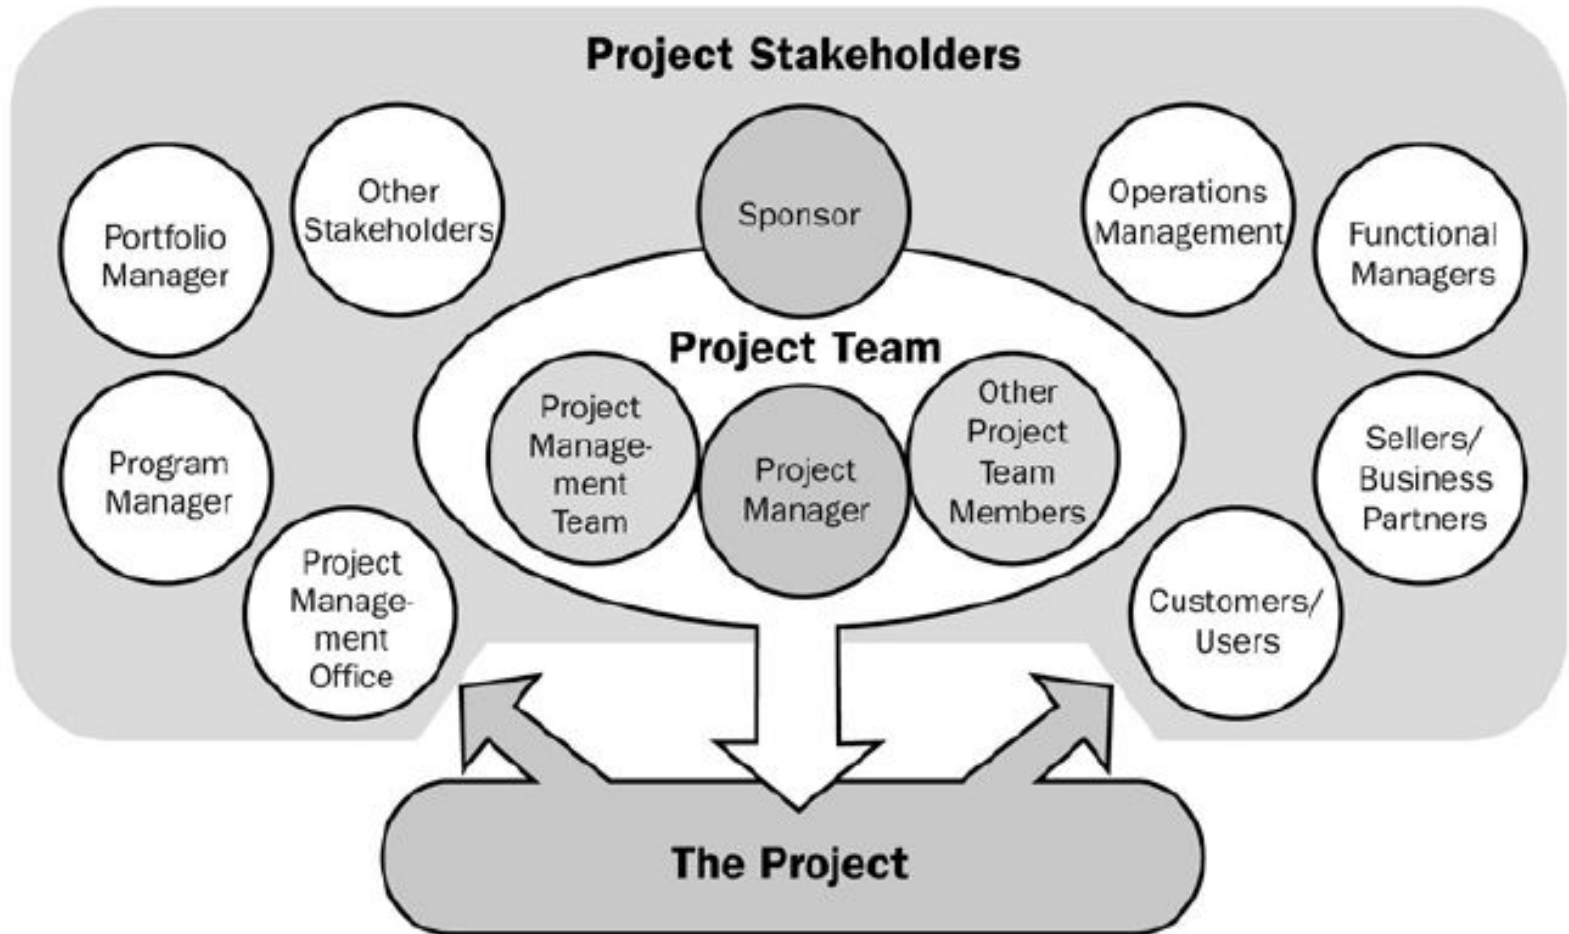 Project Stakeholders
Portfolio
Manager
Other
Stakeholders
Sponsor
Operations
Management
Functional
Managers
Project Team
Program
Manager
Project
Manage-
ment
Team
Project
Manager
Other
Project
Team
Members
Sellers/
Business
Partners
Project
Manage-
ment
Office
Customers/
Users
The Project